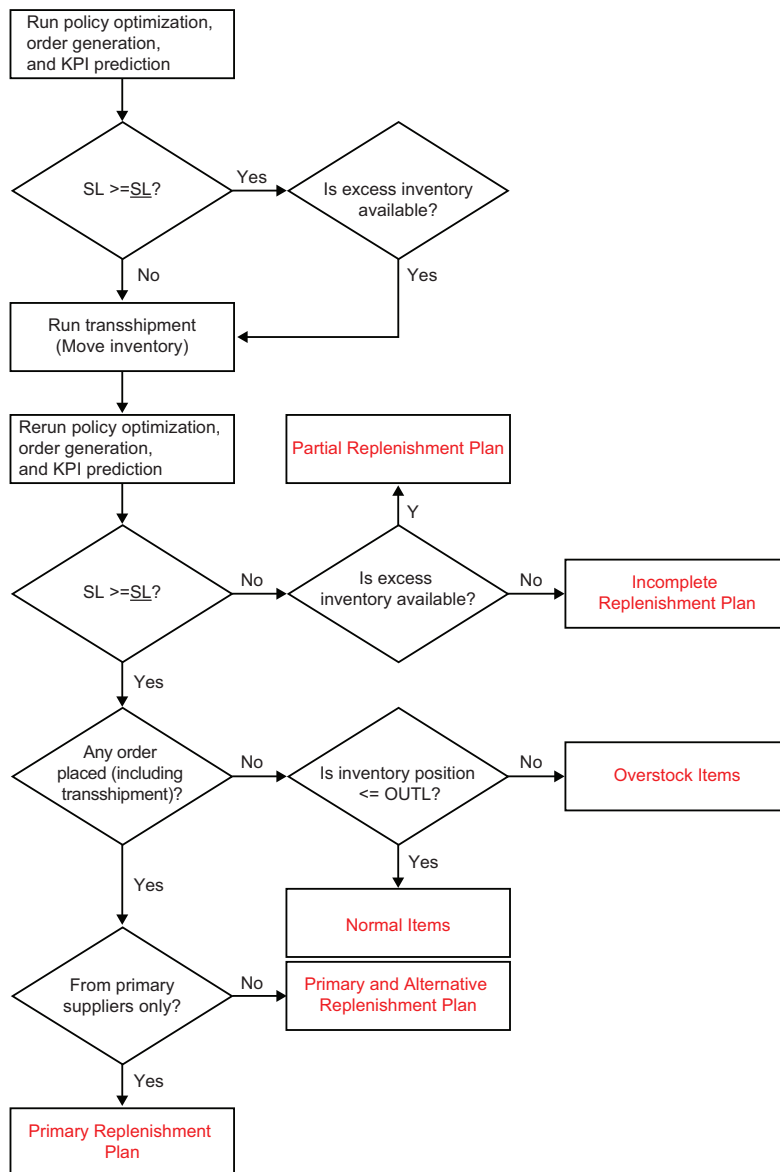 Run policy optimization,
order generation,
and KPI prediction
SL >=SL?
Yes
Is excess inventory
available?
No
Yes
Run transshipment
(Move inventory)
Rerun policy optimization,
order generation,
and KPI prediction
Partial Replenishment Plan
Y
SL >=SL?
No
Is excess
inventory available?
No
Incomplete
Replenishment Plan
Yes
Any order
placed (including
transshipment)?
No
Is inventory position
<= OUTL?
No
Overstock Items
Yes
Yes
Normal Items
From primary
suppliers only?
No
Primary and Alternative
Replenishment Plan
Yes
Primary Replenishment
Plan